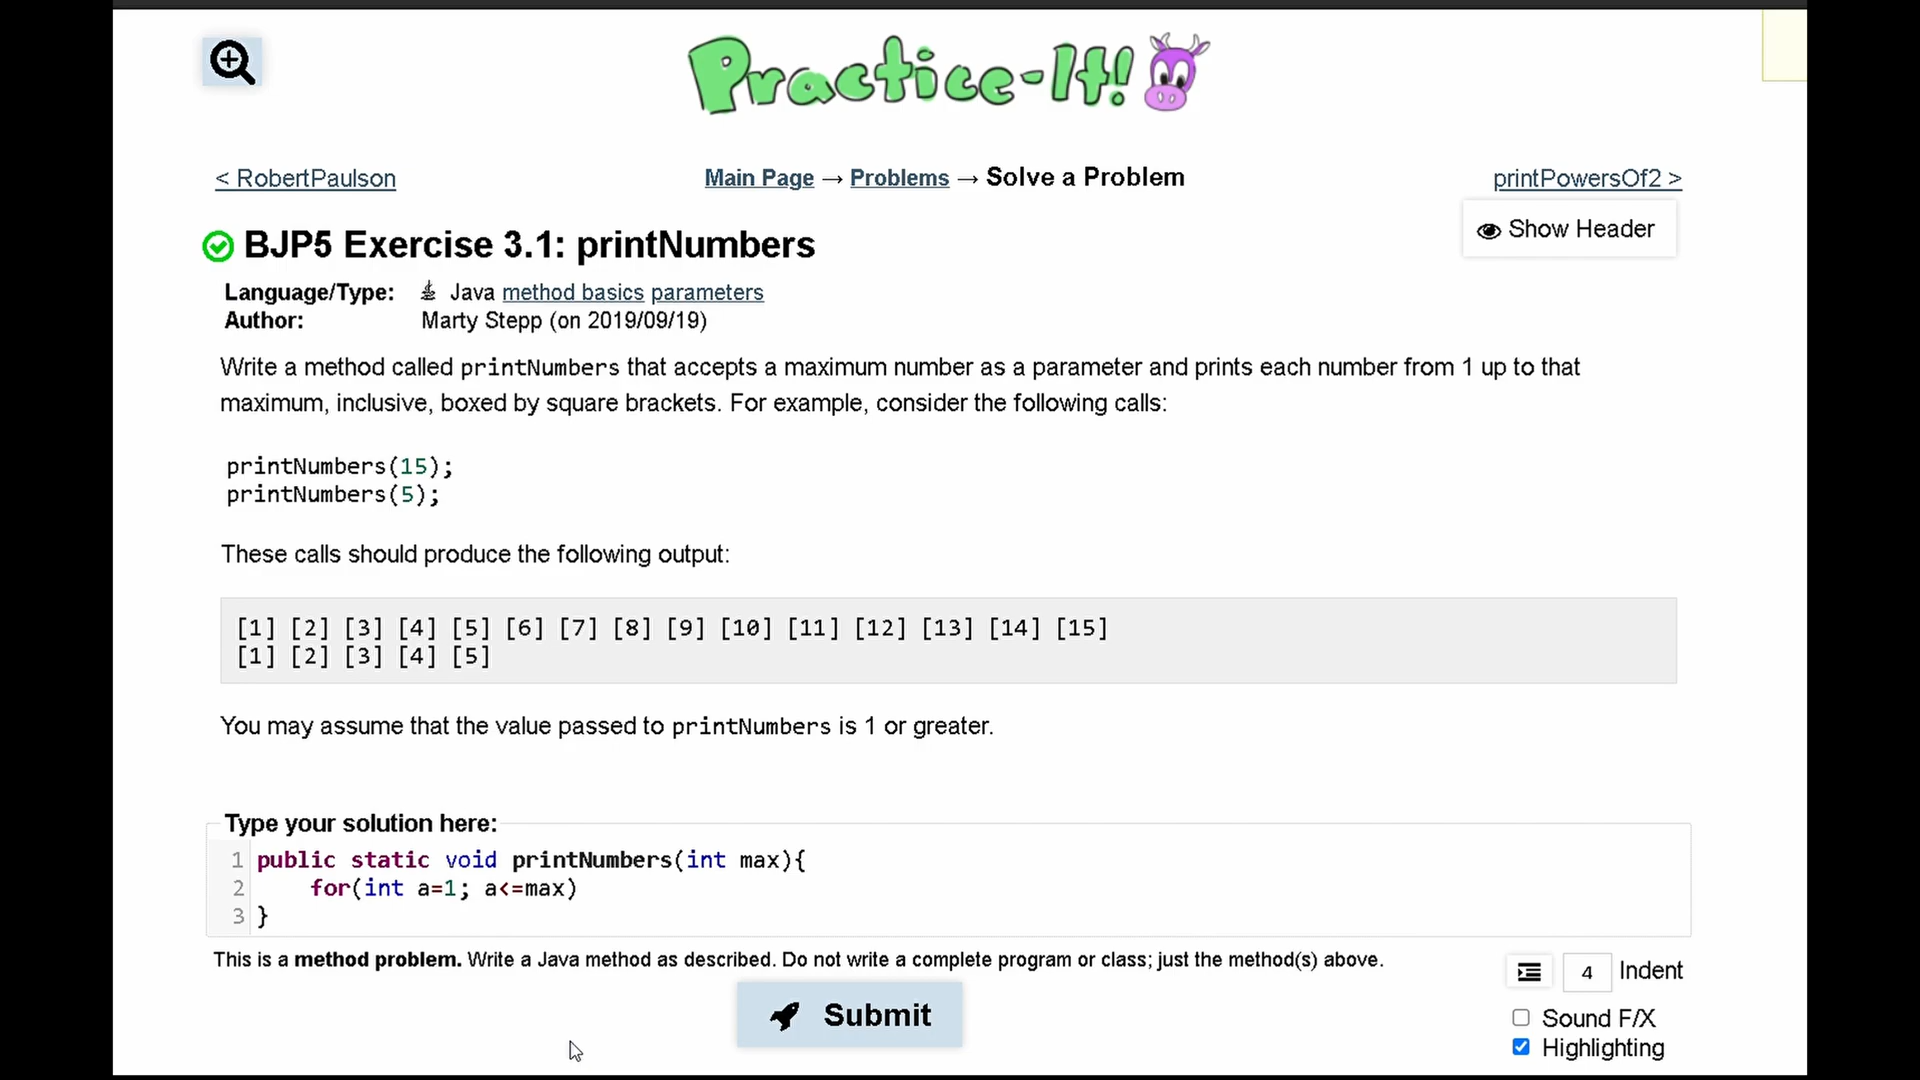 Practice-It!
< RobertPaulson
Main Page → Problems → Solve a Problem
printPowersOf2 >
Show Header
BJP5 Exercise 3.1: printNumbers
Language/Type: Java method basics parameters
Author: Marty Stepp (on 2019/09/19)
Write a method called printNumbers that accepts a maximum number as a parameter and prints each number from 1 up to that
maximum, inclusive, boxed by square brackets. For example, consider the following calls:
printNumbers(15);
printNumbers(5);
These calls should produce the following output:
[1] [2] [3] [4] [5] [6] [7] [8] [9] [10] [11] [12] [13] [14] [15]
[1] [2] [3] [4] [5]
You may assume that the value passed to printNumbers is 1 or greater.
Type your solution here:
1 public static void printNumbers(int max){
2     for(int a=1; a<=max)
3 }
This is a method problem. Write a Java method as described. Do not write a complete program or class; just the method(s) above.
4 Indent
Submit
Sound F/X
Highlighting